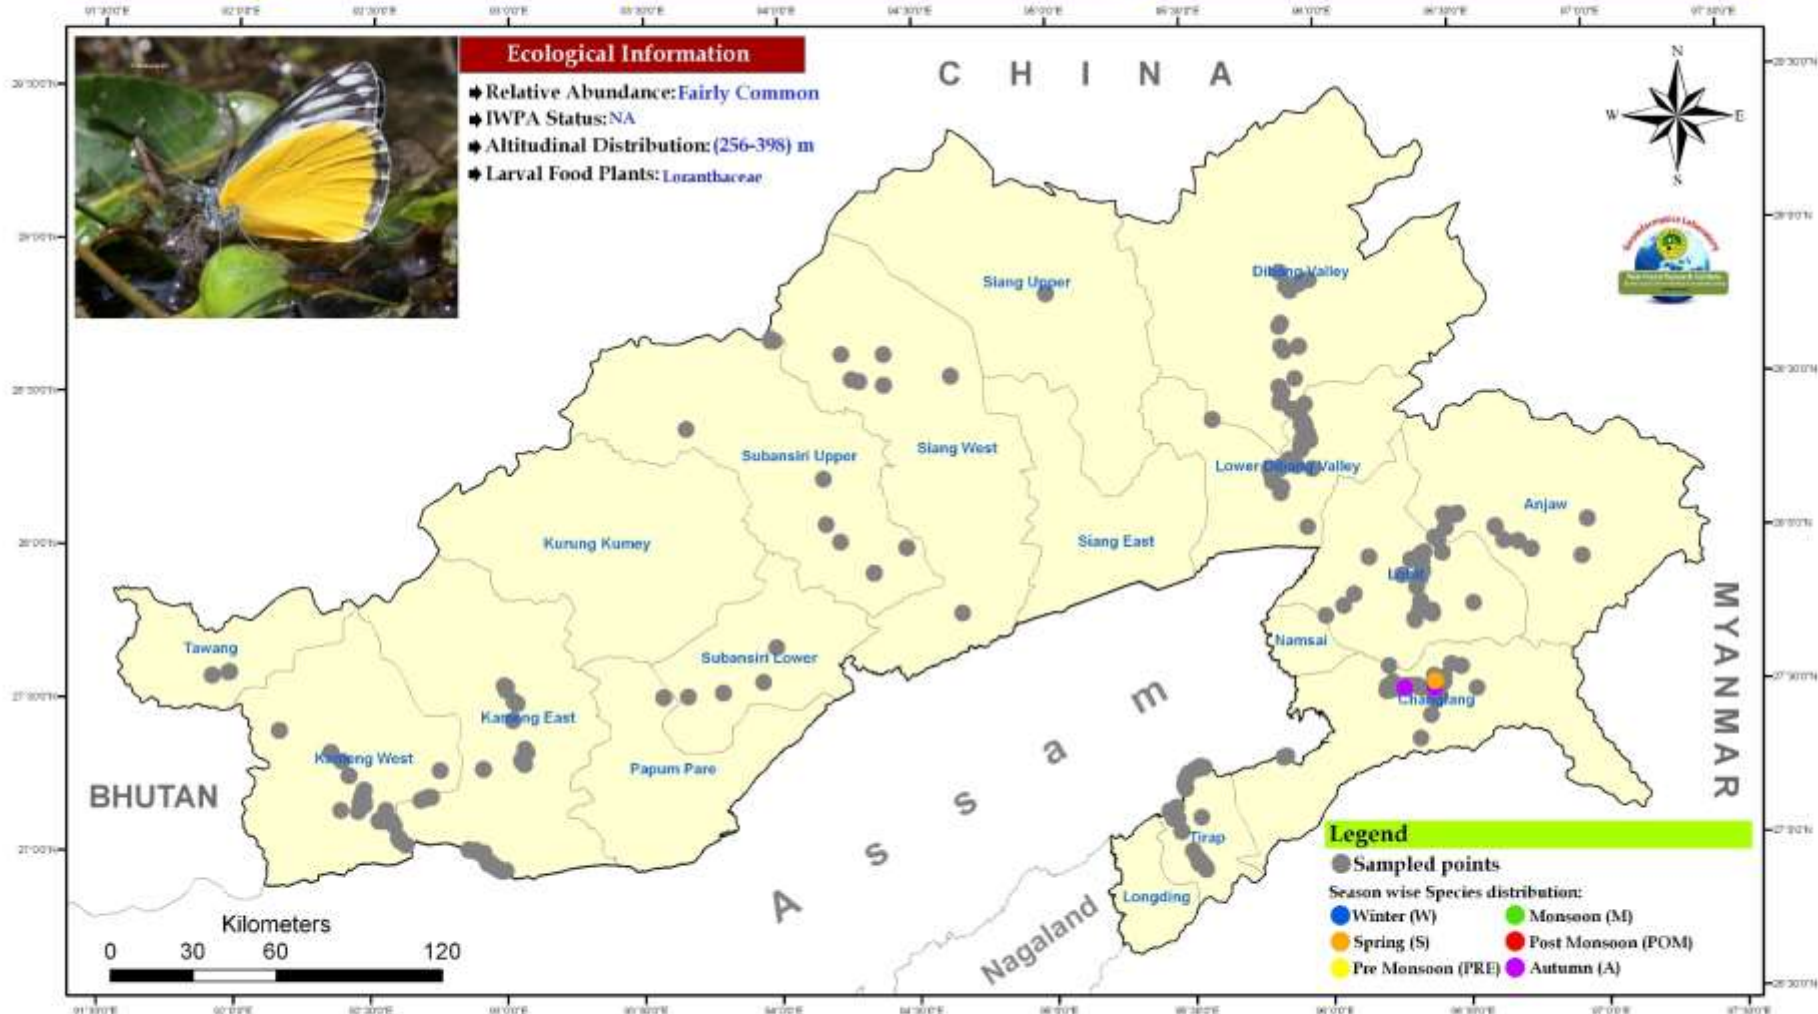 Ecological Information
Relative Abundance: Fairly Common
IWPA Status: NA
Altitudinal Distribution: (256-398) m
Larval Food Plants: Loranthaceae
C H I N A
N
W E
S
Siang Upper
Dibang Valley
Subansiri Upper
Siang West
Lower Dibang Valley
Anjaw
Kurung Kumey
Siang East
Lohit
Tawang
Namsai
Subansiri Lower
Changlang
Kameng East
Kameng West
Papum Pare
BHUTAN
MYANMAR
Assam
Tirap
Longding
Nagaland
Kilometers
0 30 60 120
Legend
Sampled points
Season wise Species distribution:
Winter (W)
Monsoon (M)
Spring (S)
Post Monsoon (POM)
Pre Monsoon (PRE)
Autumn (A)